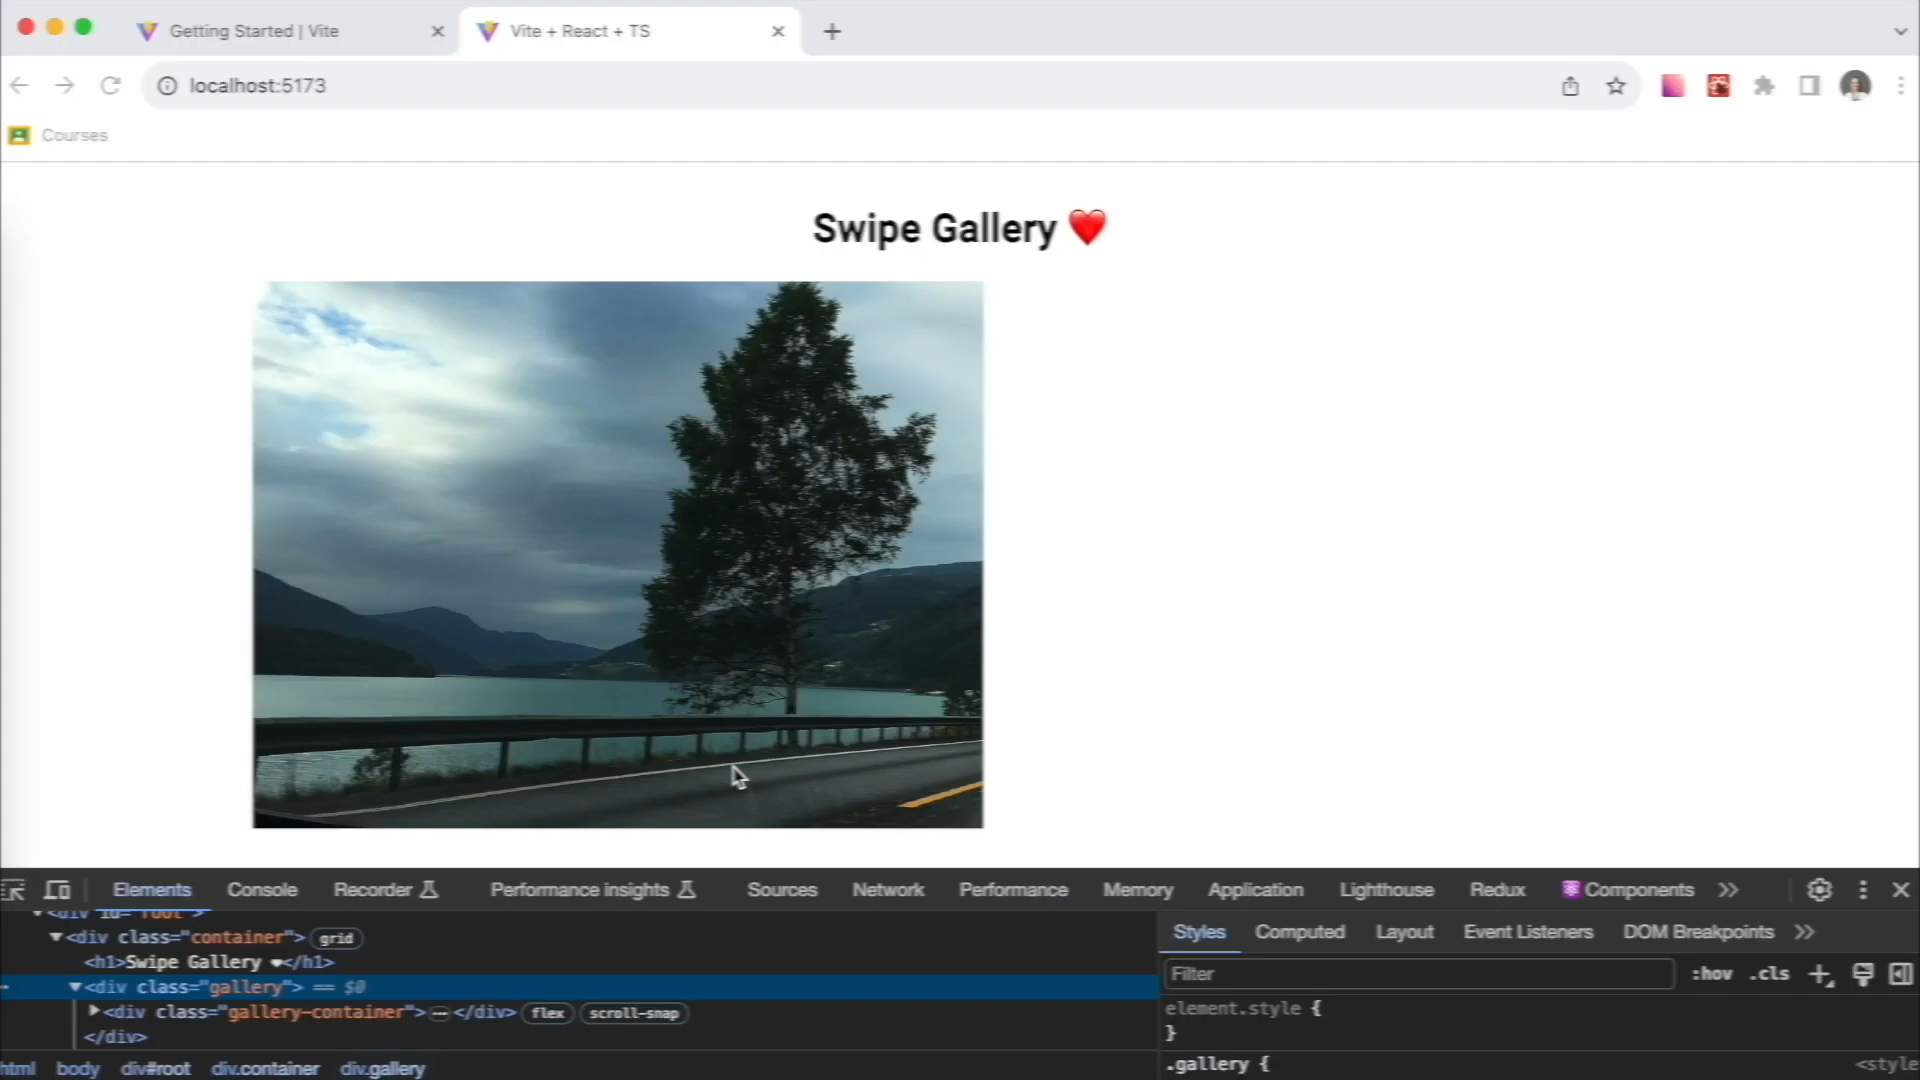 Getting Started | Vite
Vite + React + TS
localhost:5173
Courses
Swipe Gallery ❤️
Elements Console Recorder Performance insights Sources Network Performance Memory Application Lighthouse Redux Components
<div id="root">
<div class="container"> grid
<h1>Swipe Gallery ❤</h1>
<div class="gallery"> == $0
<div class="gallery-container">…</div> flex scroll-snap
</div>
html body div#root div.container div.gallery
Styles Computed Layout Event Listeners DOM Breakpoints
Filter :hov .cls
element.style {
}
.gallery { <style